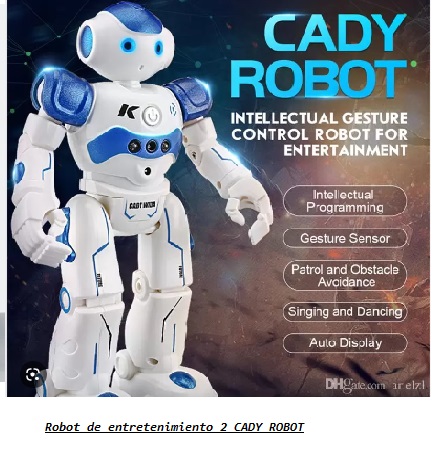 CADY
ROBOT
INTELLECTUAL GESTURE
CONTROL ROBOT FOR
ENTERTAINMENT
Intellectual
Programming
Gesture Sensor
Patrol and Obstacle
Avoidance
Singing and Dancing
Auto Display
K
CADY WIDA
DHgate.com
Robot de entretenimiento 2 CADY ROBOT